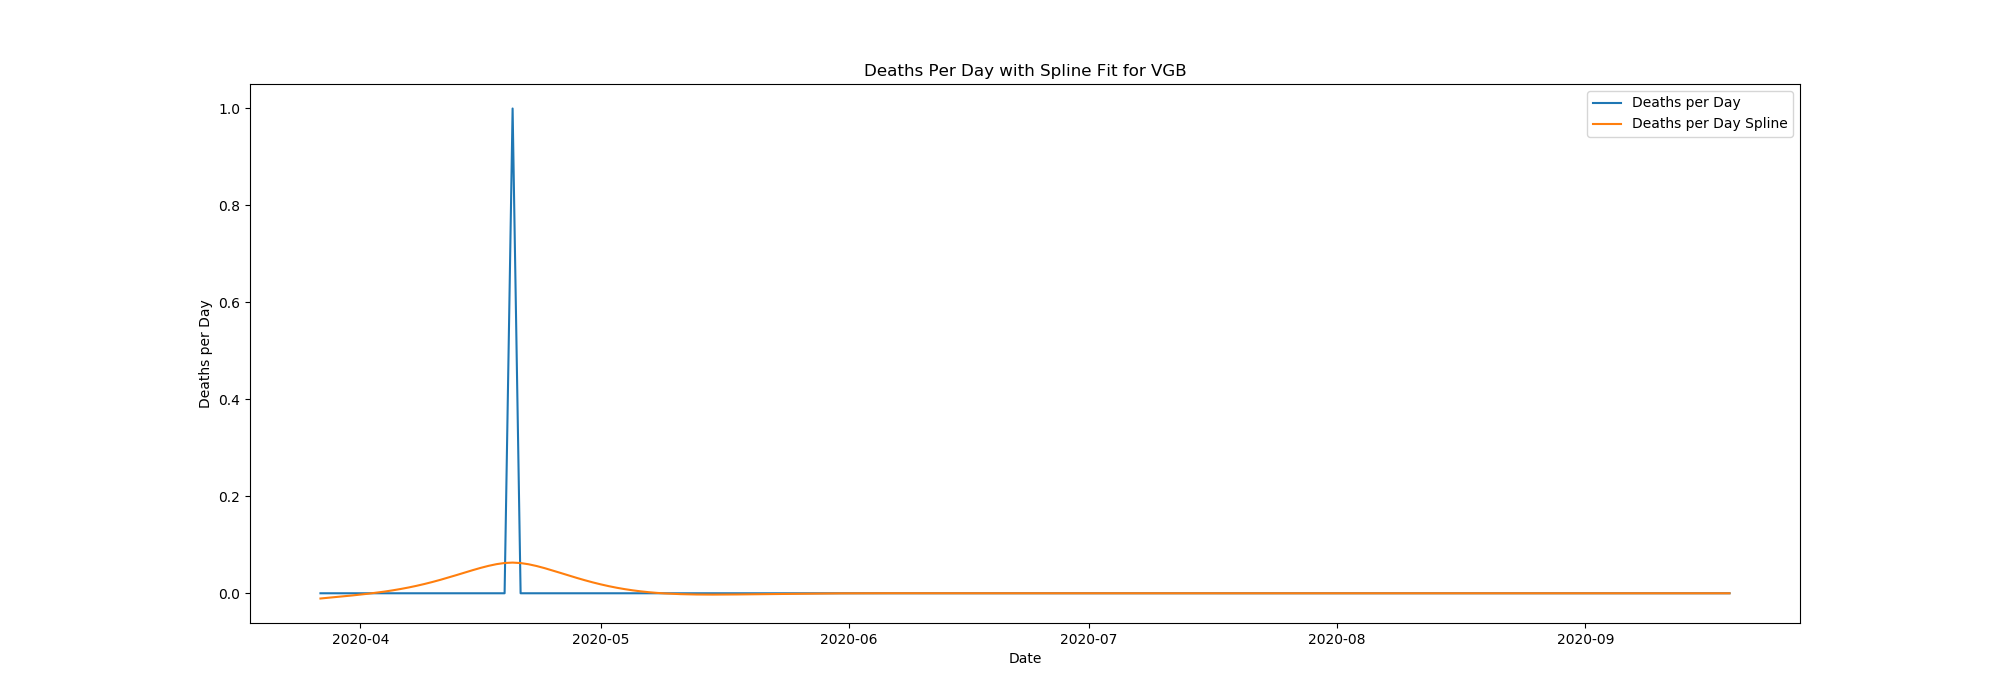 Deaths Per Day with Spline Fit for VGB
Deaths per Day
Deaths per Day Spline
1.0
0.8
0.6
0.4
0.2
0.0
Deaths per Day
2020-04
2020-05
2020-06
2020-07
2020-08
2020-09
Date